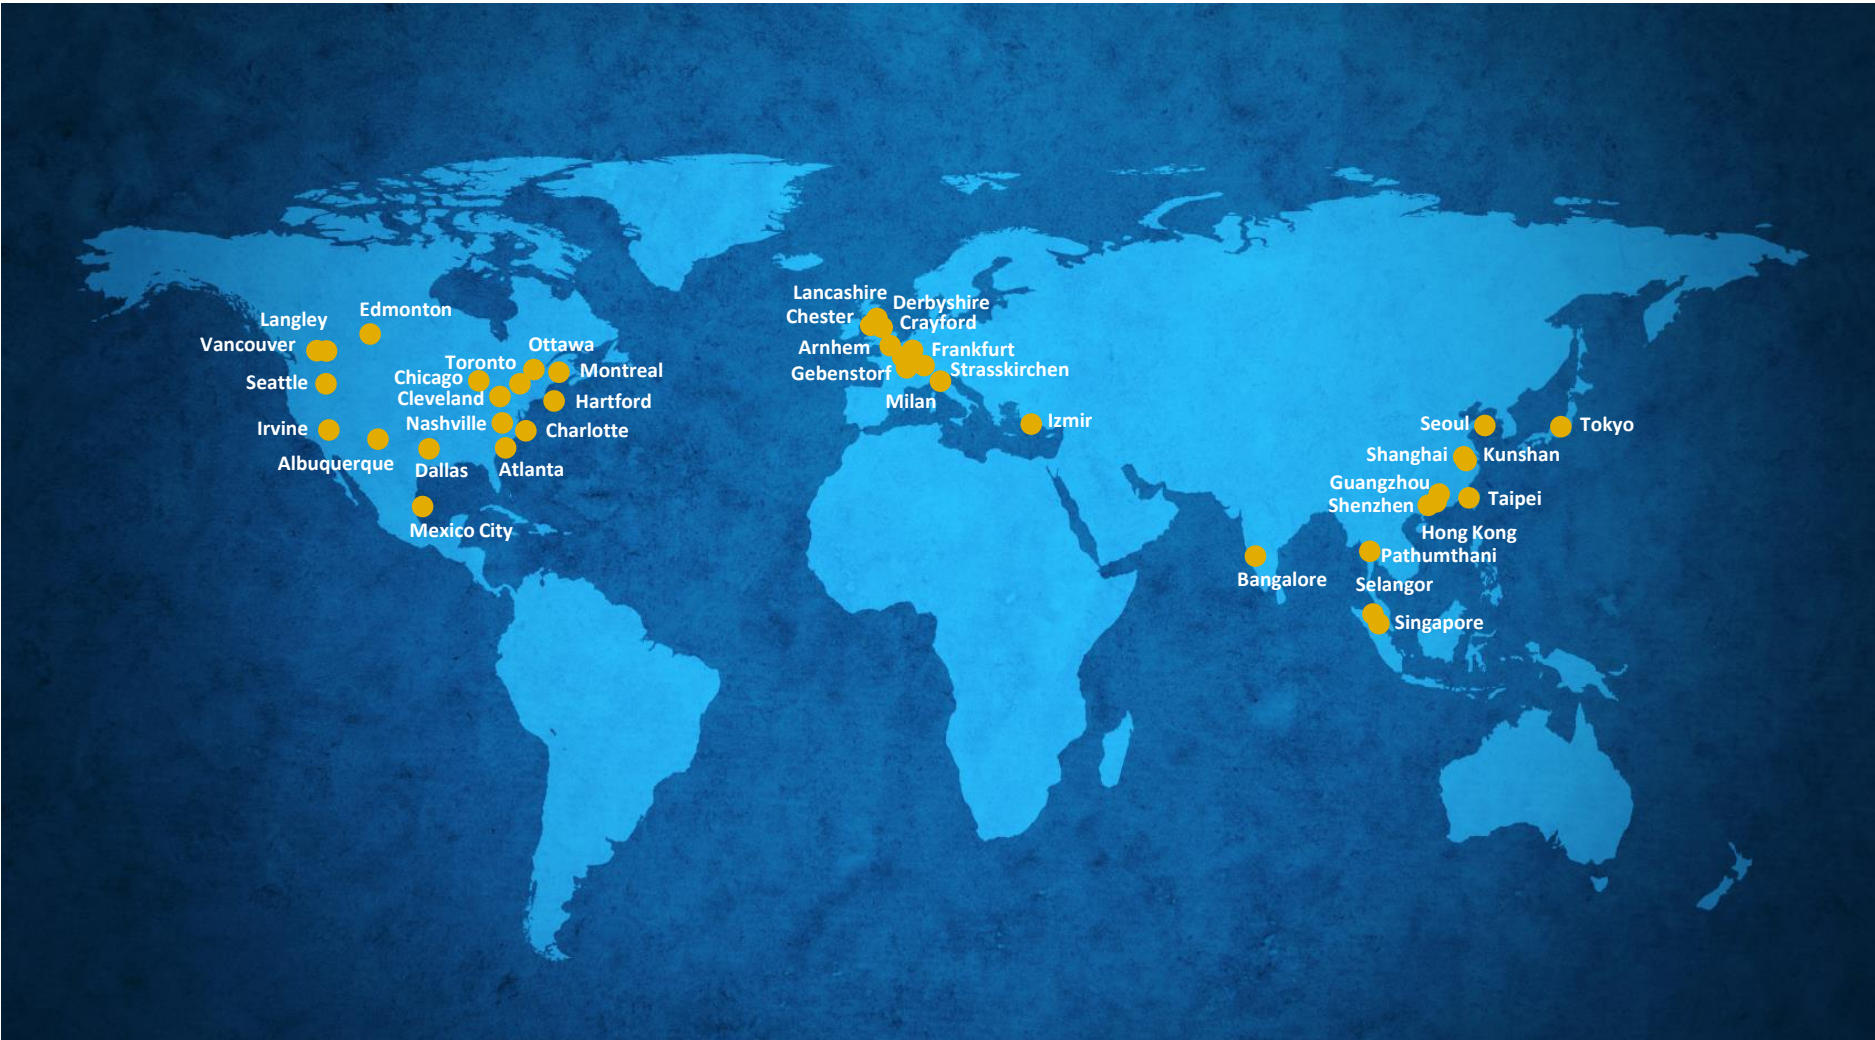 Langley
Edmonton
Vancouver
Seattle
Irvine
Albuquerque
Toronto
Ottawa
Chicago
Montreal
Cleveland
Hartford
Nashville
Charlotte
Dallas
Atlanta
Mexico City
Lancashire
Derbyshire
Chester
Crayford
Arnhem
Frankfurt
Gebenstorf
Strasskirchen
Milan
Izmir
Seoul
Tokyo
Shanghai
Kunshan
Guangzhou
Taipei
Shenzhen
Hong Kong
Pathumthani
Bangalore
Selangor
Singapore